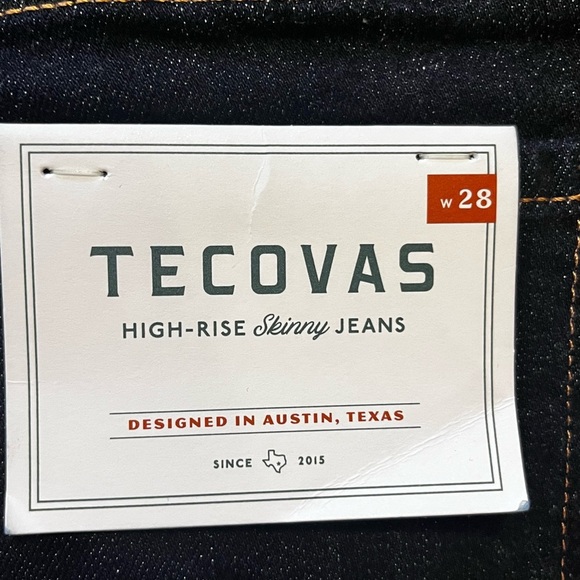 W 28
TECOVAS
HIGH-RISE Skinny JEANS
DESIGNED IN AUSTIN, TEXAS
SINCE 2015